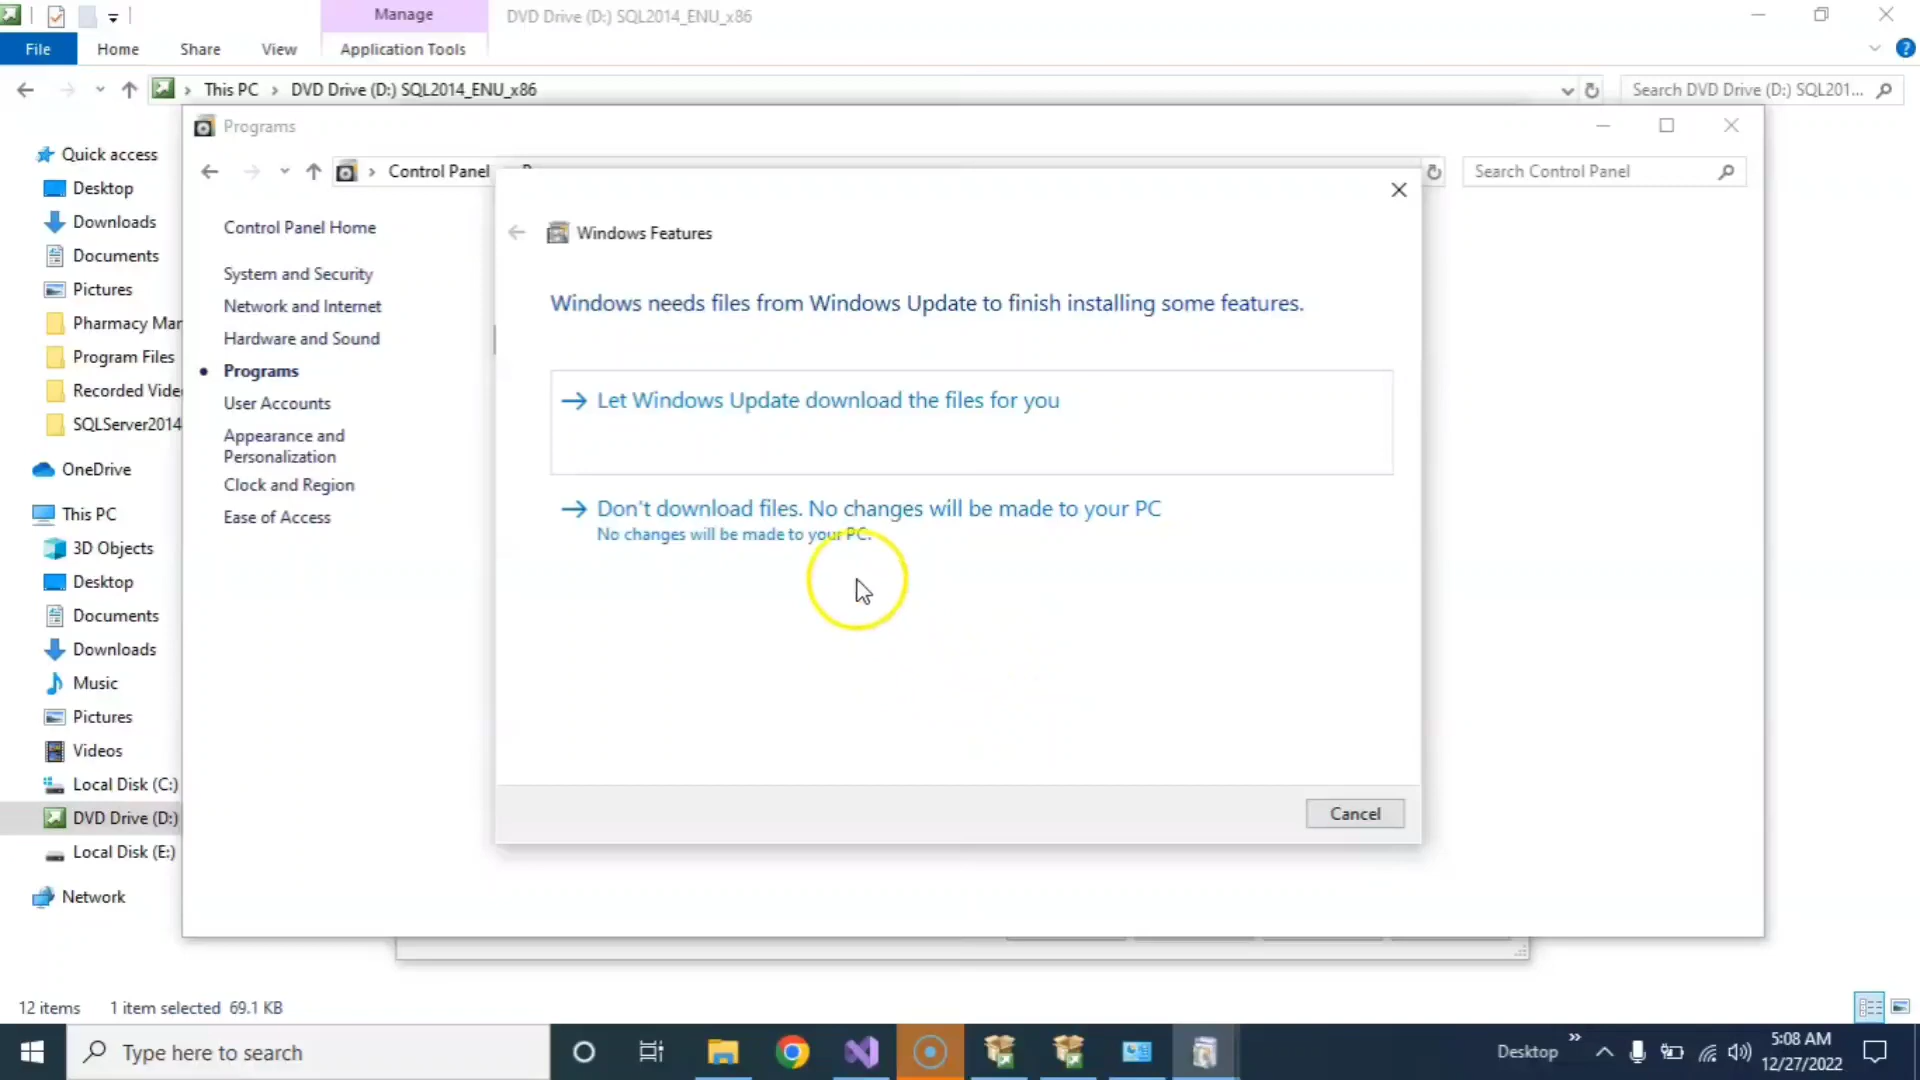 Manage
DVD Drive (D:) SQL2014_ENU_x86
File
Home
Share
View
Application Tools
This PC
DVD Drive (D:) SQL2014_ENU_x86
Search DVD Drive (D:) SQL201...
Programs
Control Panel
Search Control Panel
Quick access
Desktop
Downloads
Documents
Pictures
Pharmacy Mar
Program Files
Recorded Vide
SQLServer2014
OneDrive
This PC
3D Objects
Desktop
Documents
Downloads
Music
Pictures
Videos
Local Disk (C:)
DVD Drive (D:)
Local Disk (E:)
Network
Control Panel Home
System and Security
Network and Internet
Hardware and Sound
Programs
User Accounts
Appearance and
Personalization
Clock and Region
Ease of Access
Windows Features
Windows needs files from Windows Update to finish installing some features.
Let Windows Update download the files for you
Don't download files. No changes will be made to your PC
No changes will be made to your PC.
Cancel
12 items
1 item selected 69.1 KB
Type here to search
Desktop
5:08 AM
12/27/2022